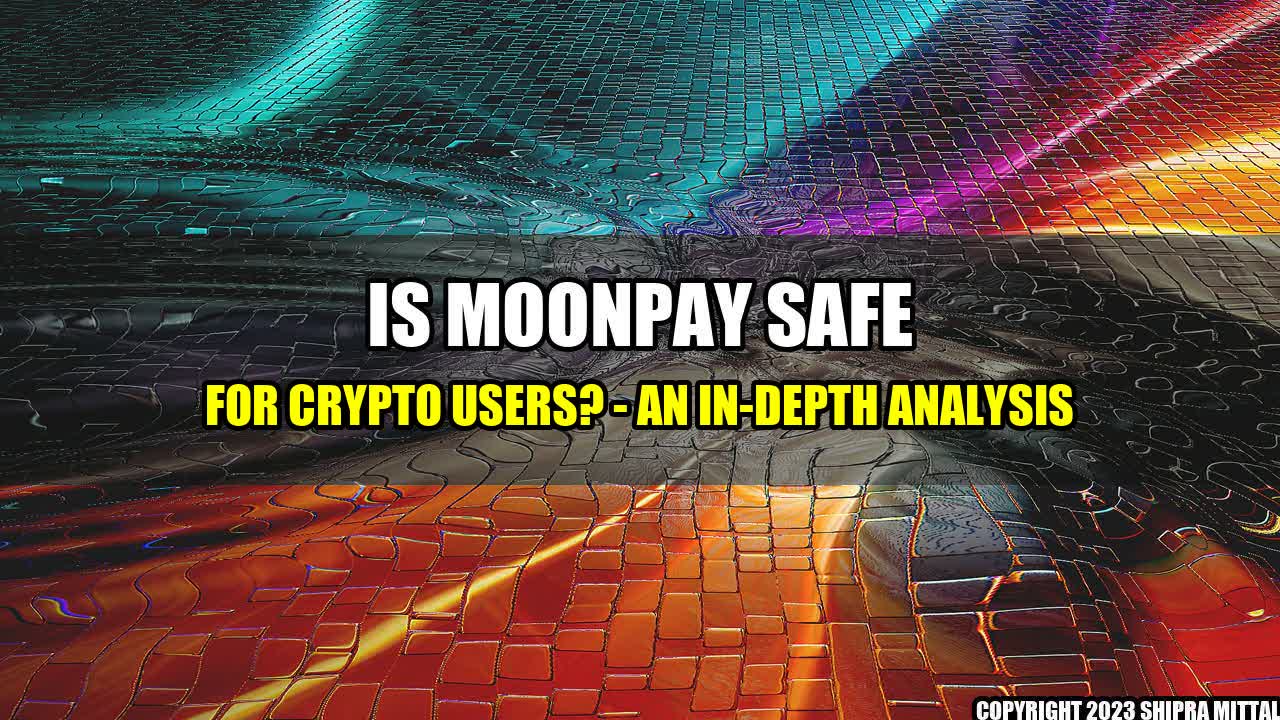 IS MOONPAY SAFE
FOR CRYPTO USERS? - AN IN-DEPTH ANALYSIS
COPYRIGHT 2023 SHIPRA MITTAL